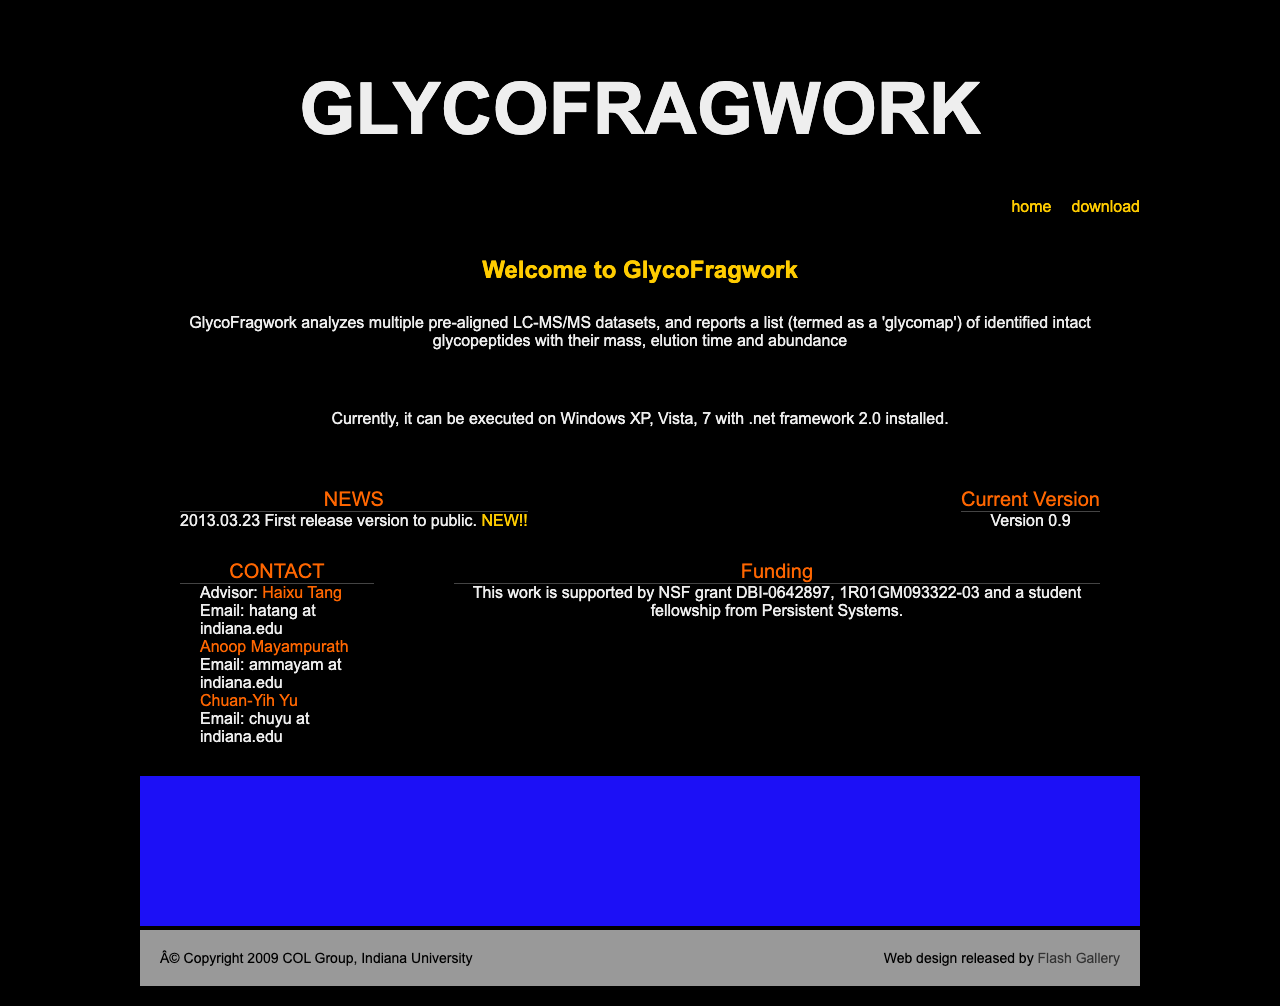 GLYCOFRAGWORK
home download
Welcome to GlycoFragwork
GlycoFragwork analyzes multiple pre-aligned LC-MS/MS datasets, and reports a list (termed as a 'glycomap') of identified intact
glycopeptides with their mass, elution time and abundance
Currently, it can be executed on Windows XP, Vista, 7 with .net framework 2.0 installed.
NEWS
2013.03.23 First release version to public. NEW!!
Current Version
Version 0.9
CONTACT
Advisor: Haixu Tang
Email: hatang at
indiana.edu
Anoop Mayampurath
Email: ammayam at
indiana.edu
Chuan-Yih Yu
Email: chuyu at
indiana.edu
Funding
This work is supported by NSF grant DBI-0642897, 1R01GM093322-03 and a student
fellowship from Persistent Systems.
Â© Copyright 2009 COL Group, Indiana University
Web design released by Flash Gallery